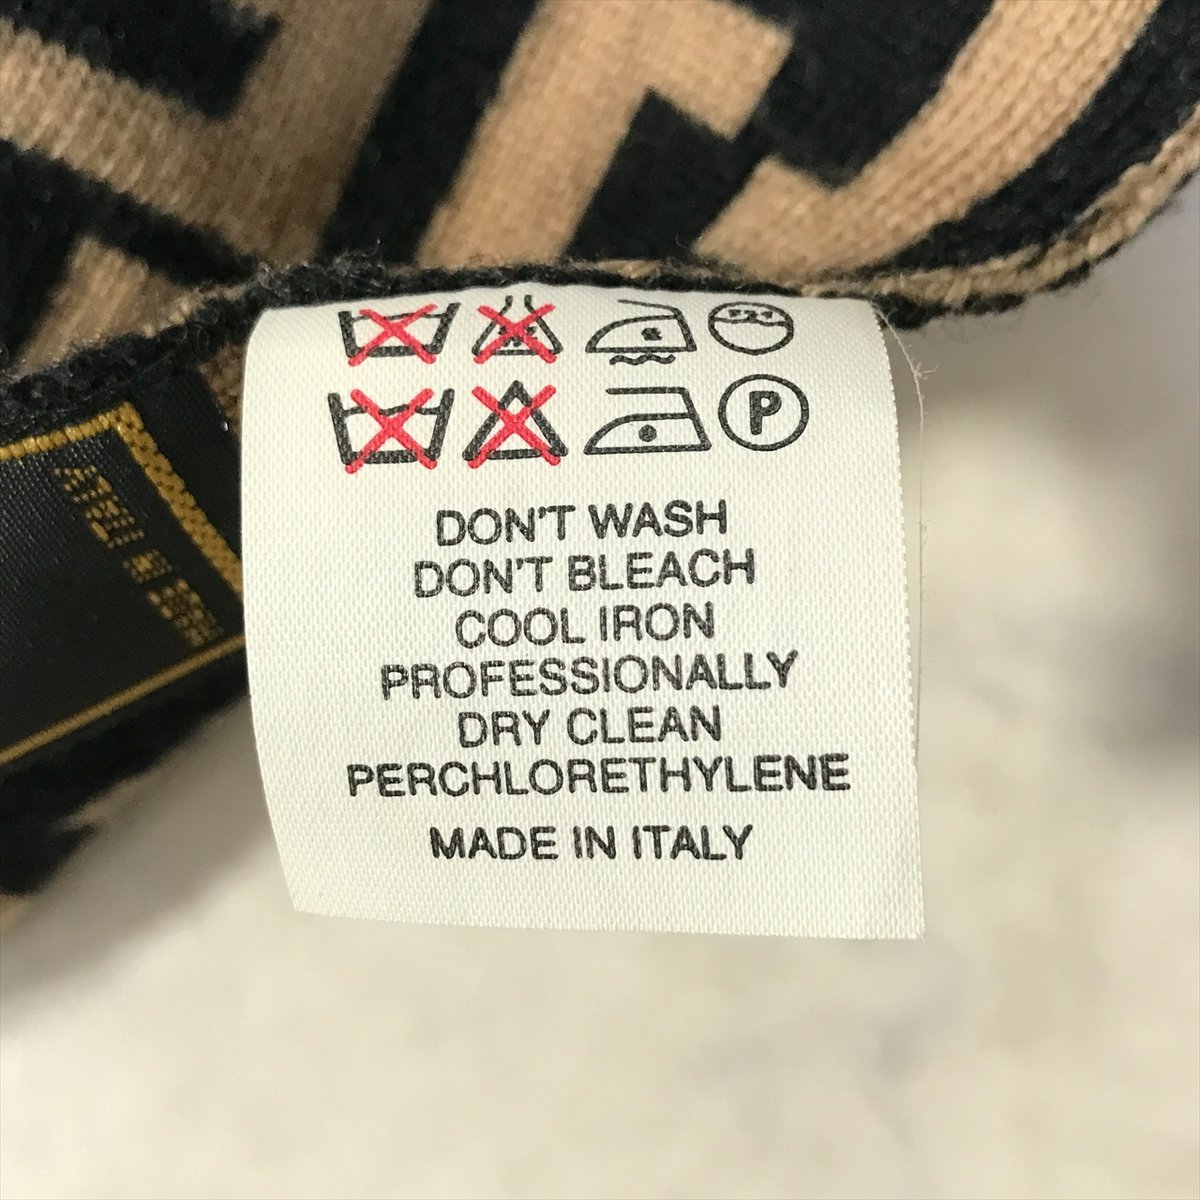 P
DON'T WASH
DON'T BLEACH
COOL IRON
PROFESSIONALLY
DRY CLEAN
PERCHLORETHYLENE
MADE IN ITALY